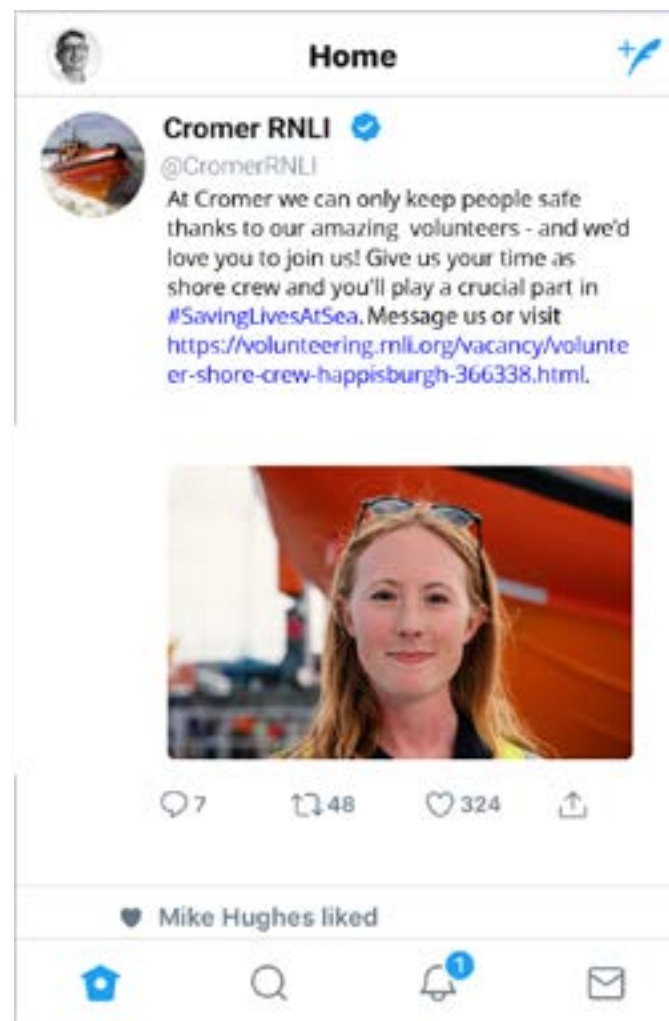 Home
Cromer RNLI
@CromerRNLI
At Cromer we can only keep people safe
thanks to our amazing volunteers - and we'd
love you to join us! Give us your time as
shore crew and you'll play a crucial part in
#SavingLivesAtSea. Message us or visit
https://volunteering.rnli.org/vacancy/volunte
er-shore-crew-happisburgh-366338.html.
7 48 324
Mike Hughes liked
1